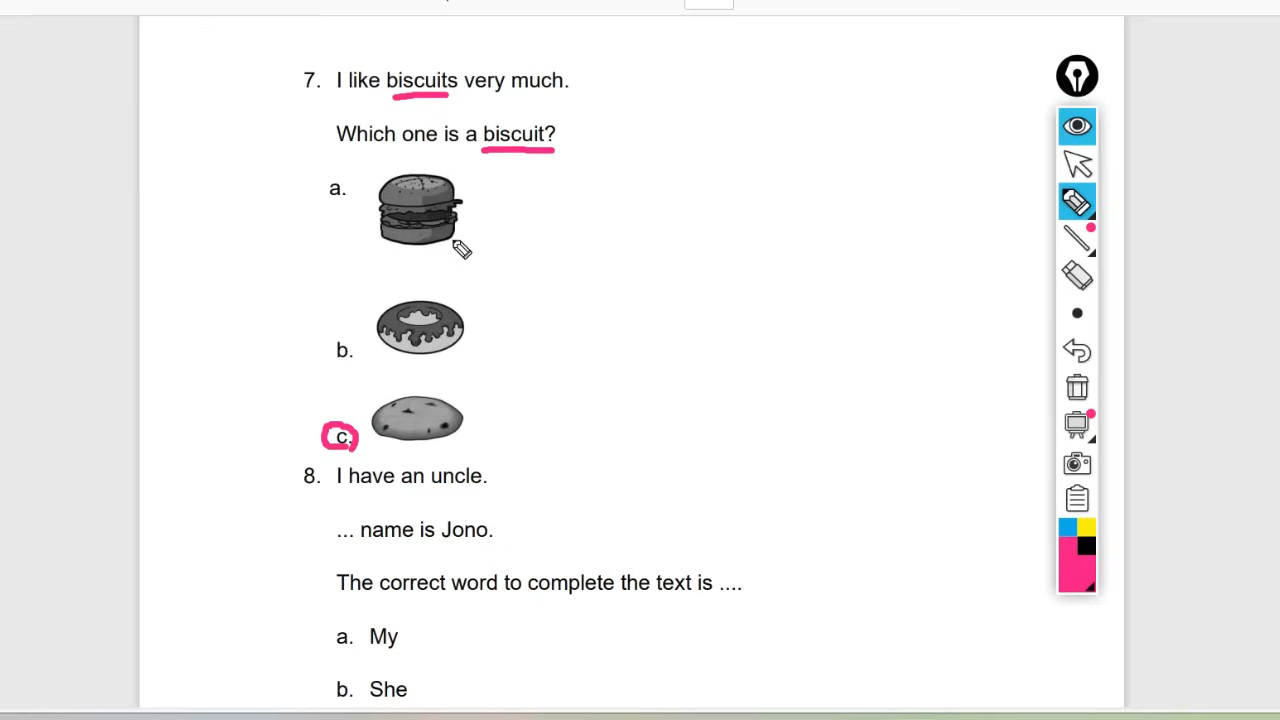 7. I like biscuits very much.
Which one is a biscuit?
a.
b.
c.
8. I have an uncle.
... name is Jono.
The correct word to complete the text is ....
a. My
b. She